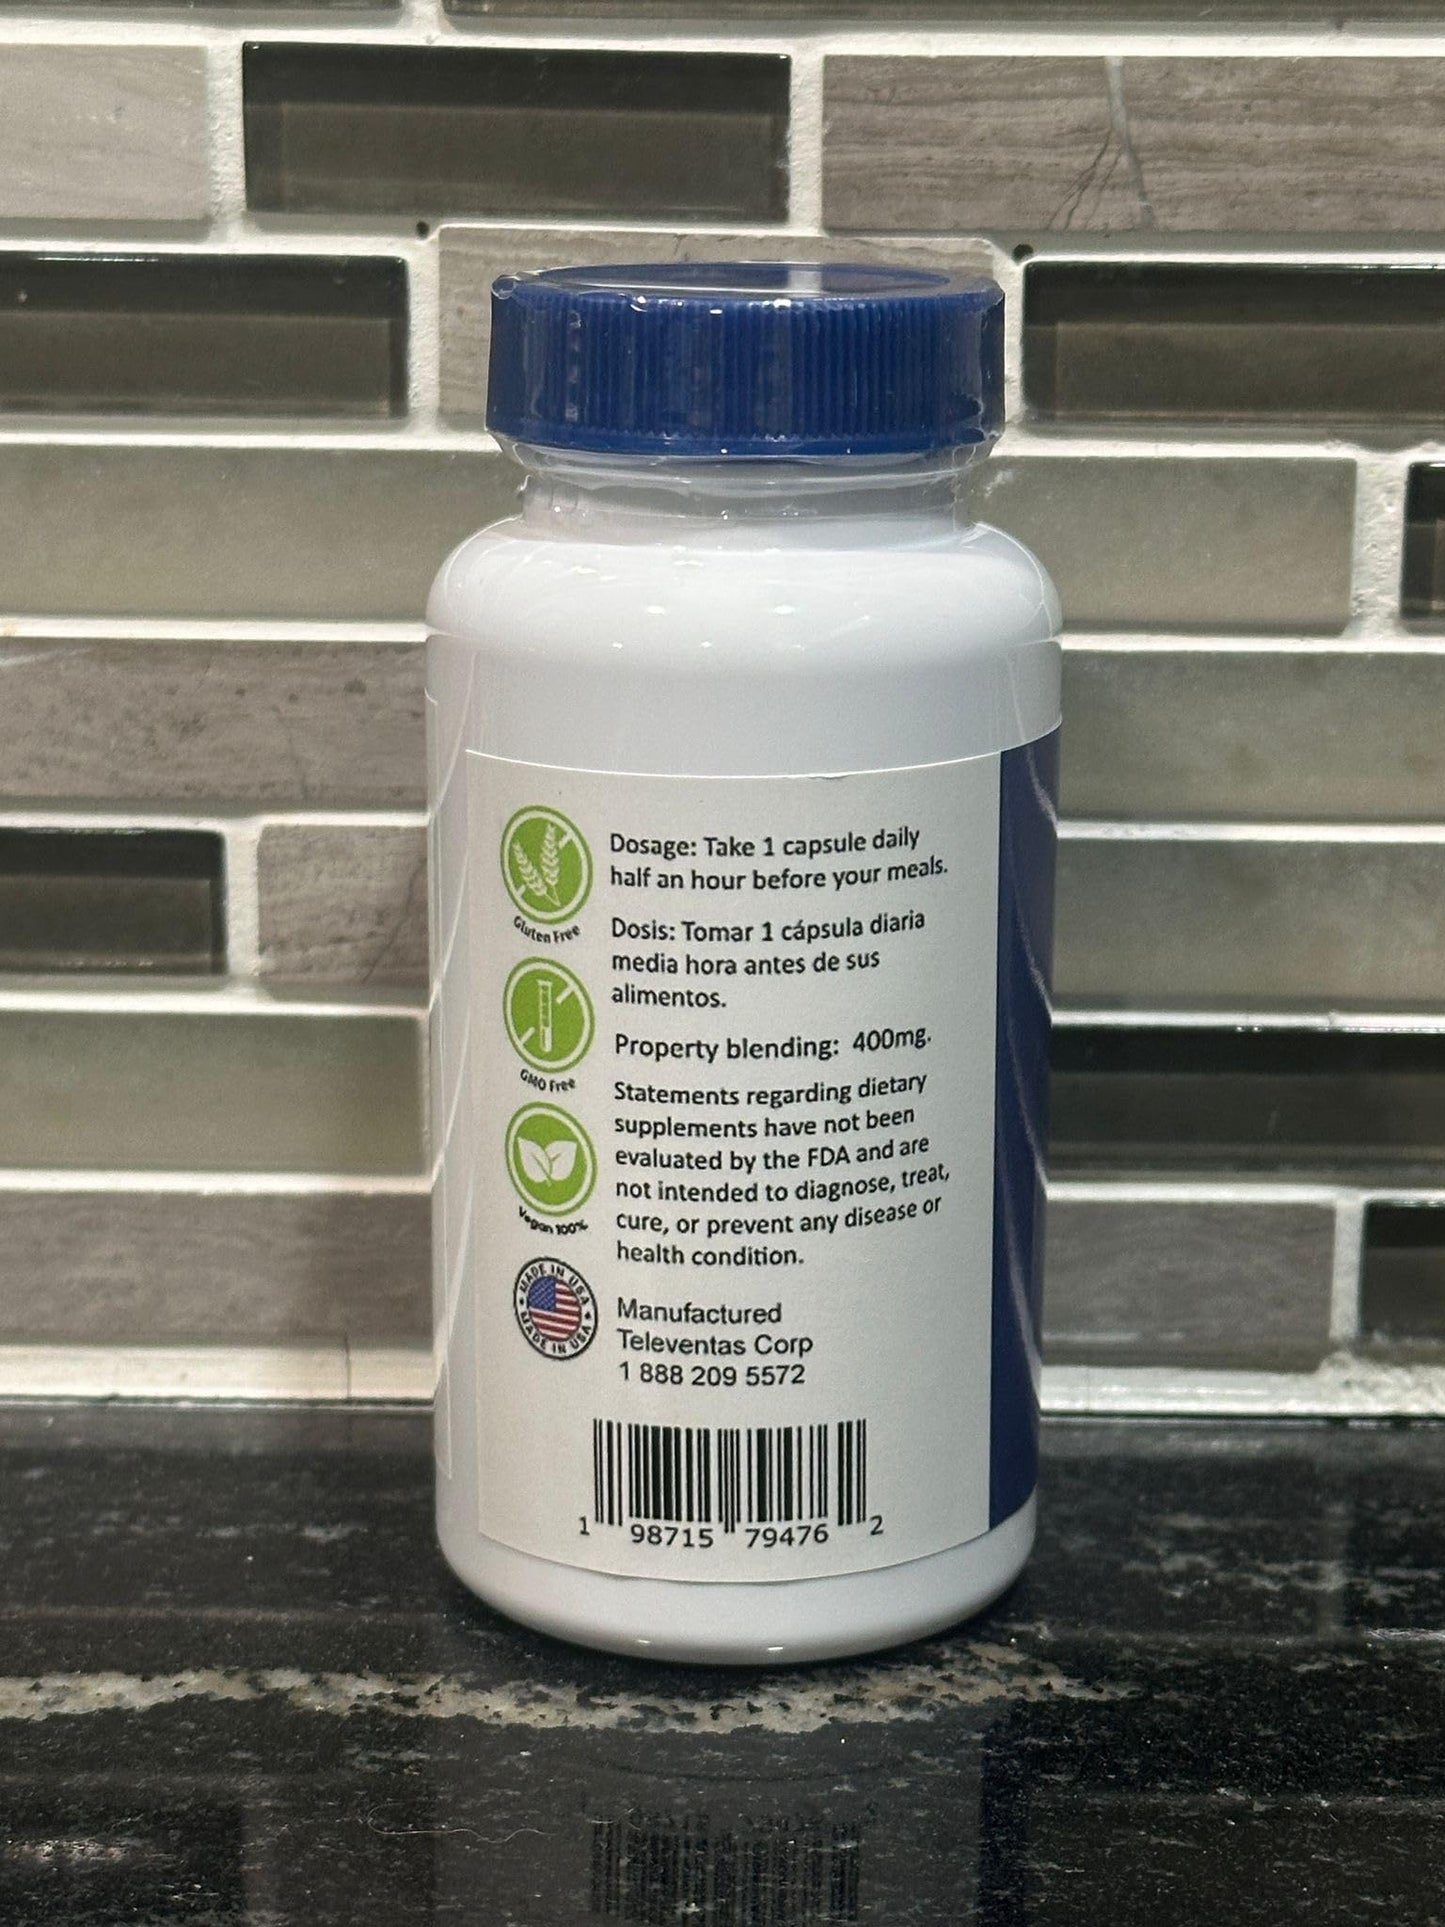 Gluten Free
Dosage: Take 1 capsule daily
half an hour before your meals.
Dosis: Tomar 1 cápsula diaria
media hora antes de sus
alimentos.
GMO Free
Property blending: 400mg.
Statements regarding dietary
supplements have not been
evaluated by the FDA and are
not intended to diagnose, treat,
cure, or prevent any disease or
health condition.
Vegan 100%
MADE IN USA
MADE IN USA
Manufactured
Televentas Corp
1 888 209 5572
1 98715 79476 2